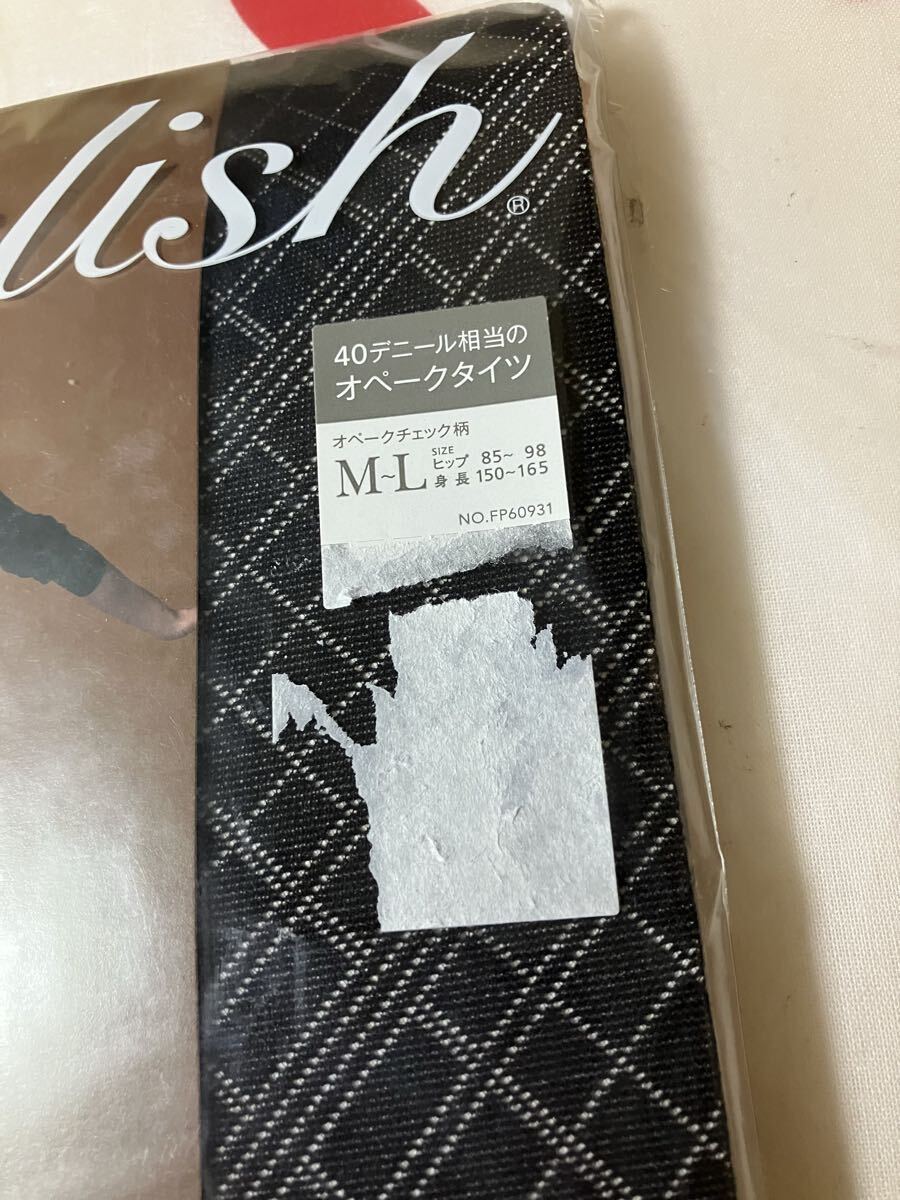 lish®
40デニール相当の
オペークタイツ
オペークチェック柄
M~L SIZE ヒップ 85~ 98
身長 150~165
NO.FP60931